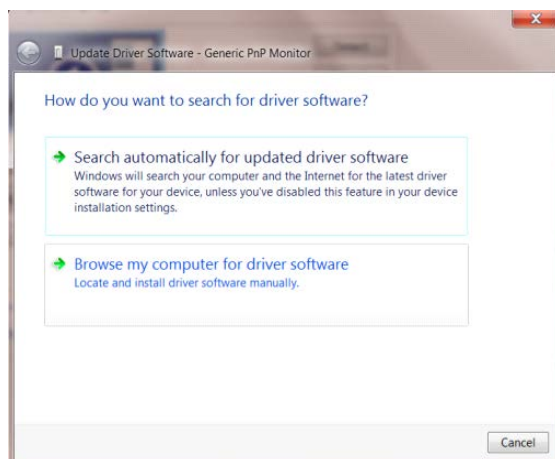 Update Driver Software - Generic PnP Monitor
How do you want to search for driver software?
Search automatically for updated driver software
Windows will search your computer and the Internet for the latest driver
software for your device, unless you've disabled this feature in your device
installation settings.
Browse my computer for driver software
Locate and install driver software manually.
Cancel